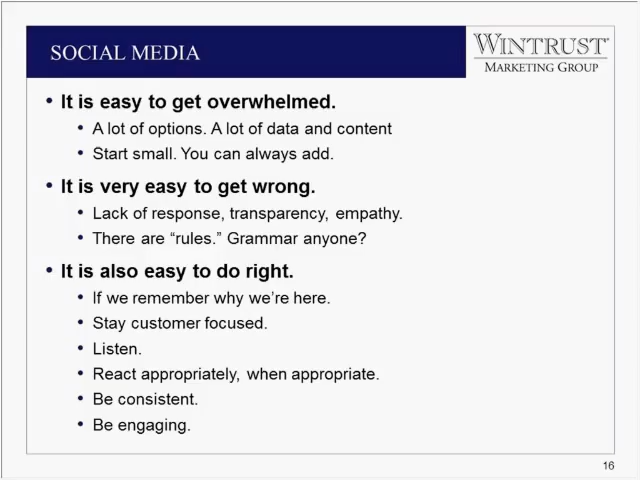 SOCIAL MEDIA
WINTRUST®
MARKETING GROUP
• It is easy to get overwhelmed.
• A lot of options. A lot of data and content
• Start small. You can always add.
• It is very easy to get wrong.
• Lack of response, transparency, empathy.
• There are “rules.” Grammar anyone?
• It is also easy to do right.
• If we remember why we’re here.
• Stay customer focused.
• Listen.
• React appropriately, when appropriate.
• Be consistent.
• Be engaging.
16